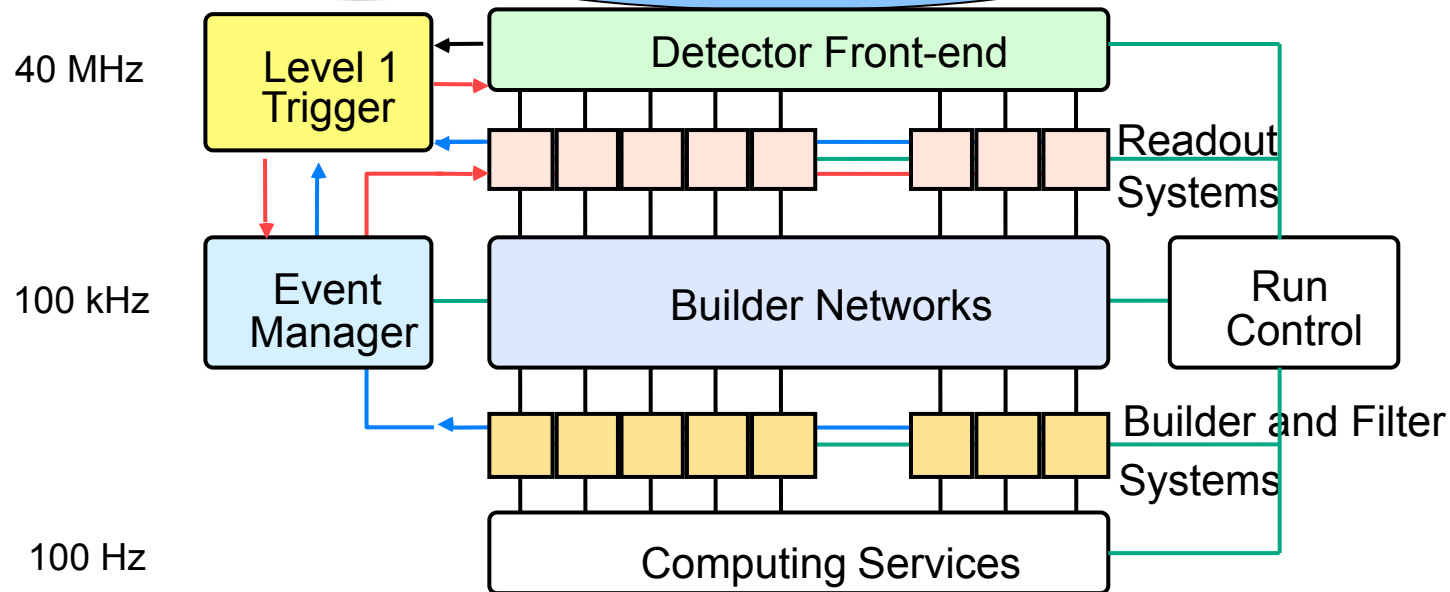 40 MHz
Level 1
Trigger
Detector Front-end
Readout
Systems
100 kHz
Event
Manager
Builder Networks
Run
Control
Builder and Filter
Systems
100 Hz
Computing Services